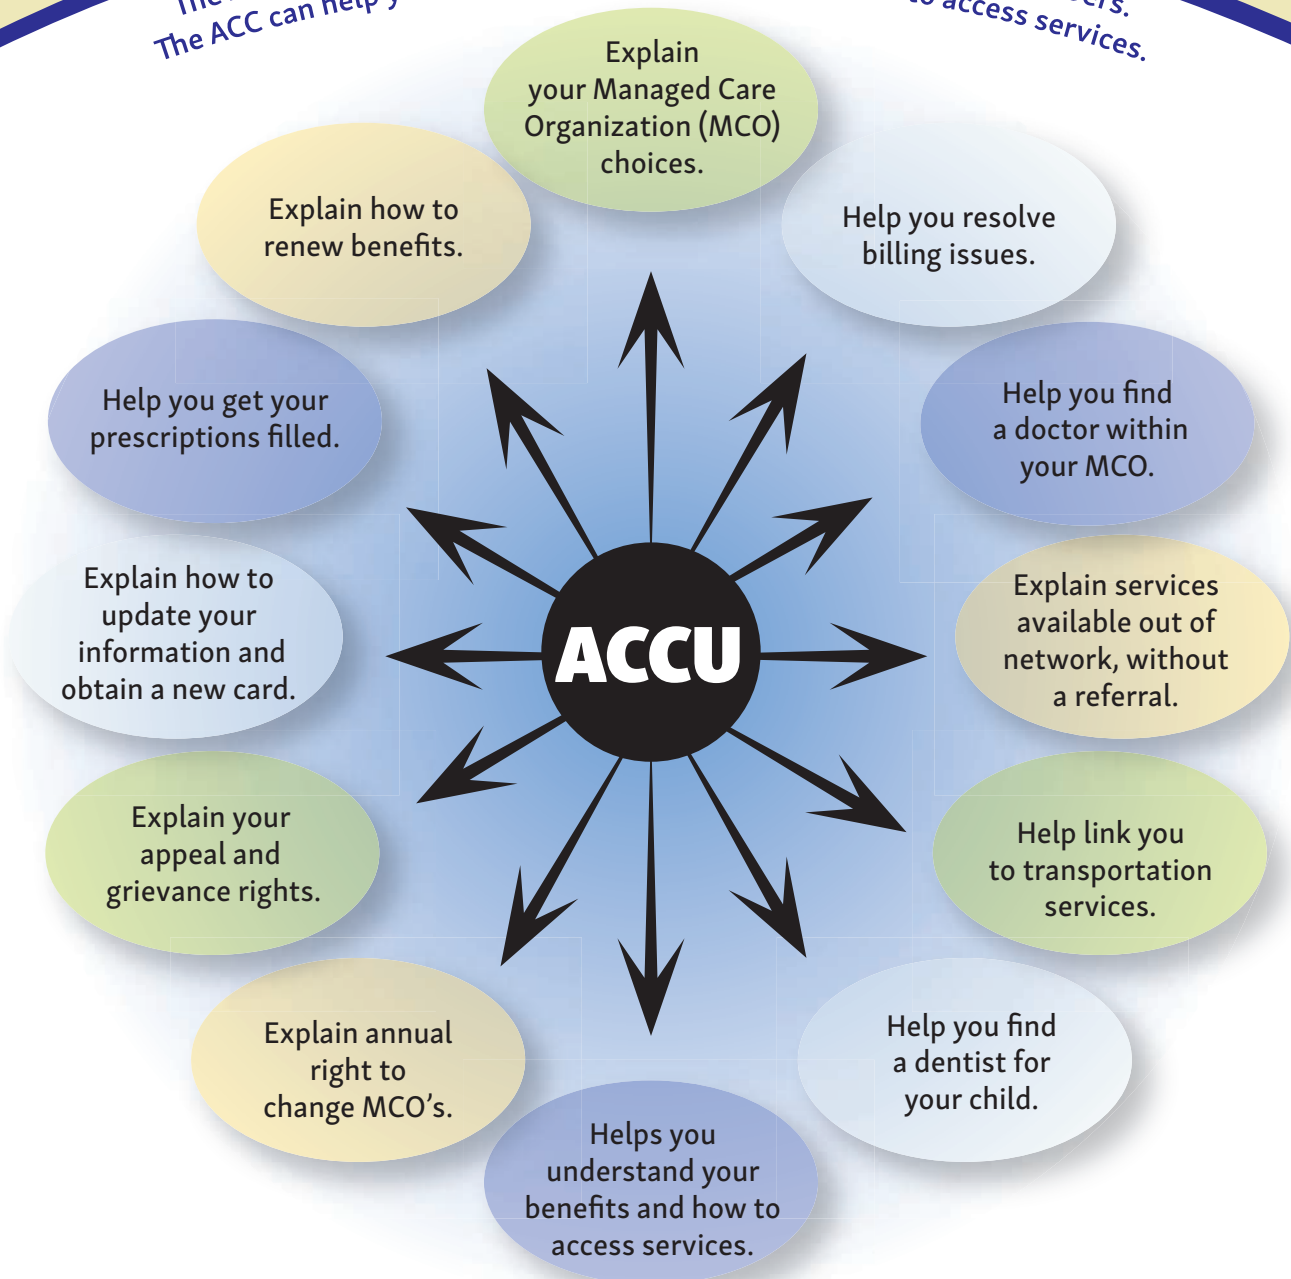 The
The ACC can help y
ers.
to access services.
Explain
your Managed Care
Organization (MCO)
choices.
Help you resolve
billing issues.
Help you find
a doctor within
your MCO.
Explain services
available out of
network, without
a referral.
Help link you
to transportation
services.
Help you find
a dentist for
your child.
Helps you
understand your
benefits and how to
access services.
Explain annual
right to
change MCO’s.
Explain your
appeal and
grievance rights.
Explain how to
update your
information and
obtain a new card.
Help you get your
prescriptions filled.
Explain how to
renew benefits.
ACCU